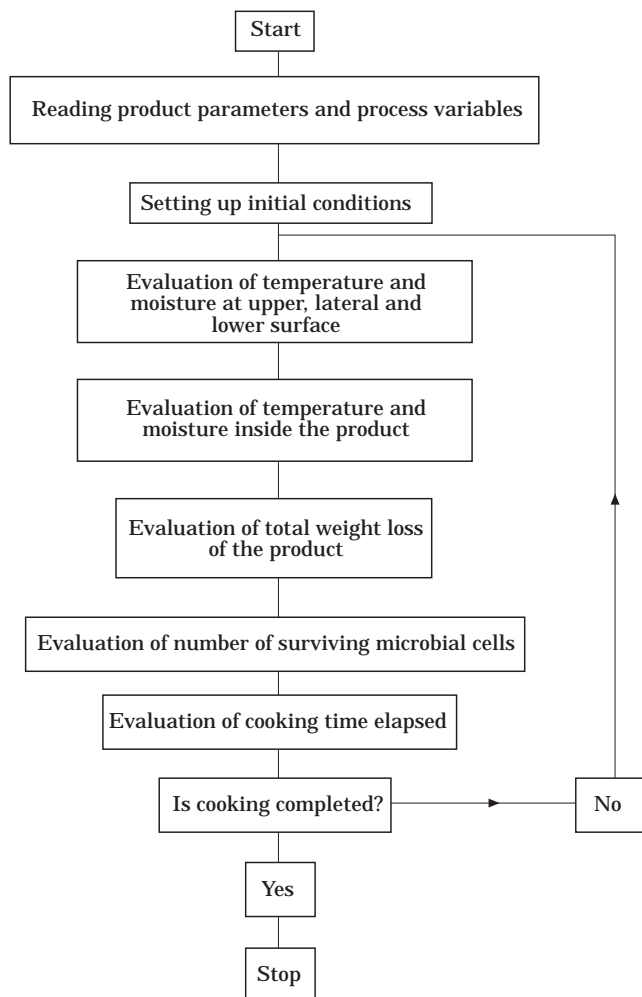 Start
Reading product parameters and process variables
Setting up initial conditions
Evaluation of temperature and
moisture at upper, lateral and
lower surface
Evaluation of temperature and
moisture inside the product
Evaluation of total weight loss
of the product
Evaluation of number of surviving microbial cells
Evaluation of cooking time elapsed
Is cooking completed?
No
Yes
Stop